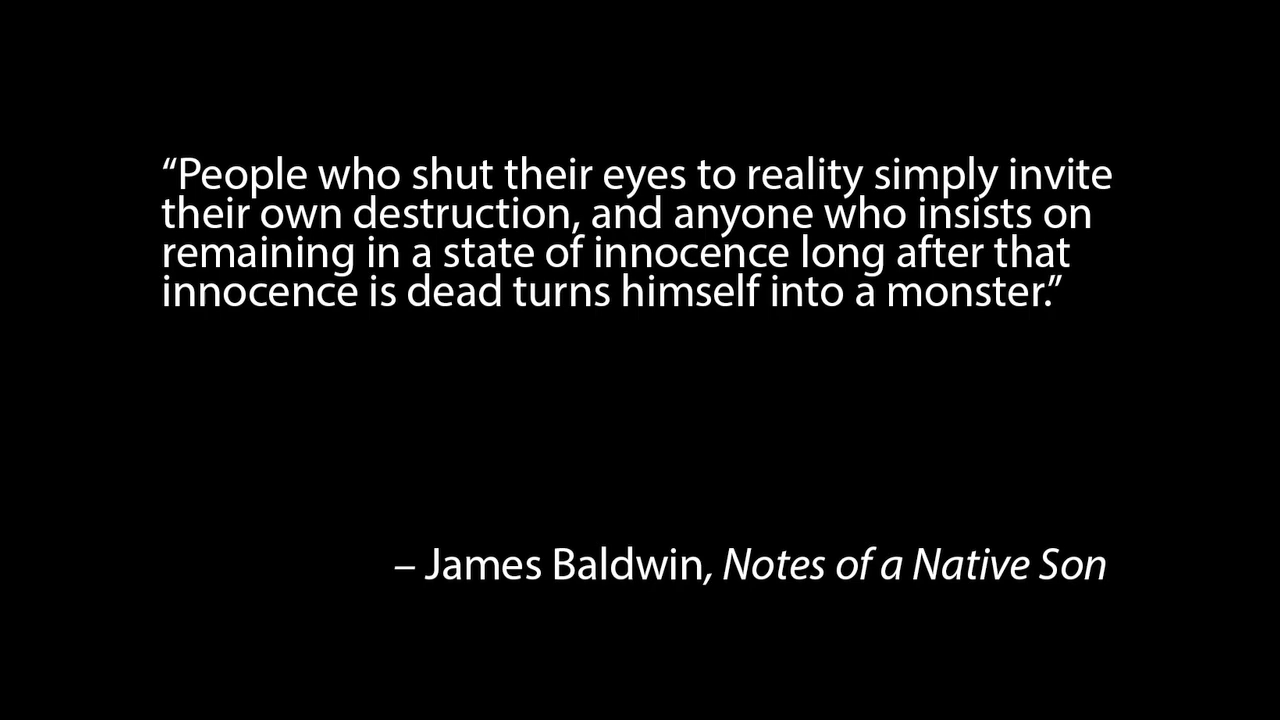 “People who shut their eyes to reality simply invite
their own destruction, and anyone who insists on
remaining in a state of innocence long after that
innocence is dead turns himself into a monster.”
– James Baldwin, Notes of a Native Son